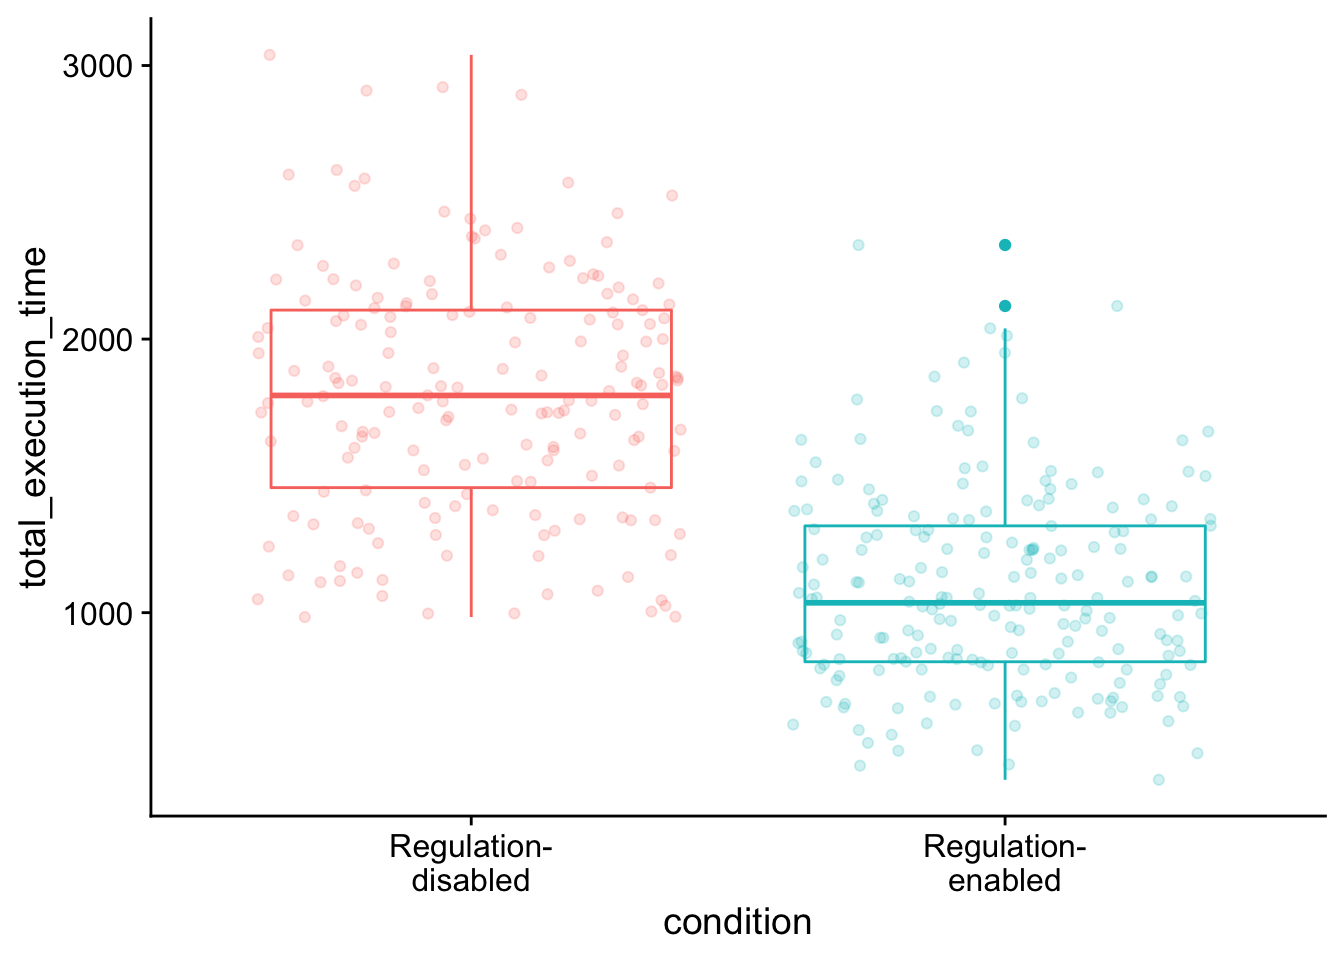 total_execution_time
3000
2000
1000
Regulation-
disabled
Regulation-
enabled
condition